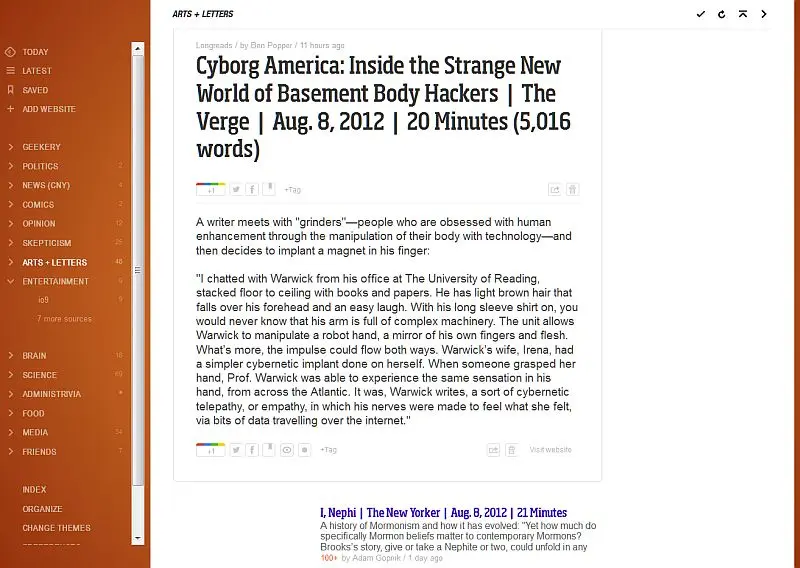 ARTS + LETTERS
TODAY
LATEST
SAVED
ADD WEBSITE
GEEKERY
POLITICS 2
NEWS (CNY) 4
COMICS 2
OPINION 12
SKEPTICISM 25
ARTS + LETTERS 48
ENTERTAINMENT 9
io9 9
7 more sources
BRAIN 18
SCIENCE 69
ADMINISTRIVIA *
FOOD
MEDIA 34
FRIENDS 7
INDEX
ORGANIZE
CHANGE THEMES
PREFERENCES
Longreads / by Ben Popper / 11 hours ago
Cyborg America: Inside the Strange New
World of Basement Body Hackers | The
Verge | Aug. 8, 2012 | 20 Minutes (5,016
words)
+1 +Tag
A writer meets with "grinders"—people who are obsessed with human
enhancement through the manipulation of their body with technology—and
then decides to implant a magnet in his finger:
"I chatted with Warwick from his office at The University of Reading,
stacked floor to ceiling with books and papers. He has light brown hair that
falls over his forehead and an easy laugh. With his long sleeve shirt on, you
would never know that his arm is full of complex machinery. The unit allows
Warwick to manipulate a robot hand, a mirror of his own fingers and flesh.
What's more, the impulse could flow both ways. Warwick's wife, Irena, had
a simpler cybernetic implant done on herself. When someone grasped her
hand, Prof. Warwick was able to experience the same sensation in his
hand, from across the Atlantic. It was, Warwick writes, a sort of cybernetic
telepathy, or empathy, in which his nerves were made to feel what she felt,
via bits of data travelling over the internet."
+1 +Tag Visit website
I, Nephi | The New Yorker | Aug. 8, 2012 | 21 Minutes
A history of Mormonism and how it has evolved: "Yet how much do
specifically Mormon beliefs matter to contemporary Mormons?
Brooks's story, give or take a Nephite or two, could unfold in any
100+ by Adam Gopnik / 1 day ago